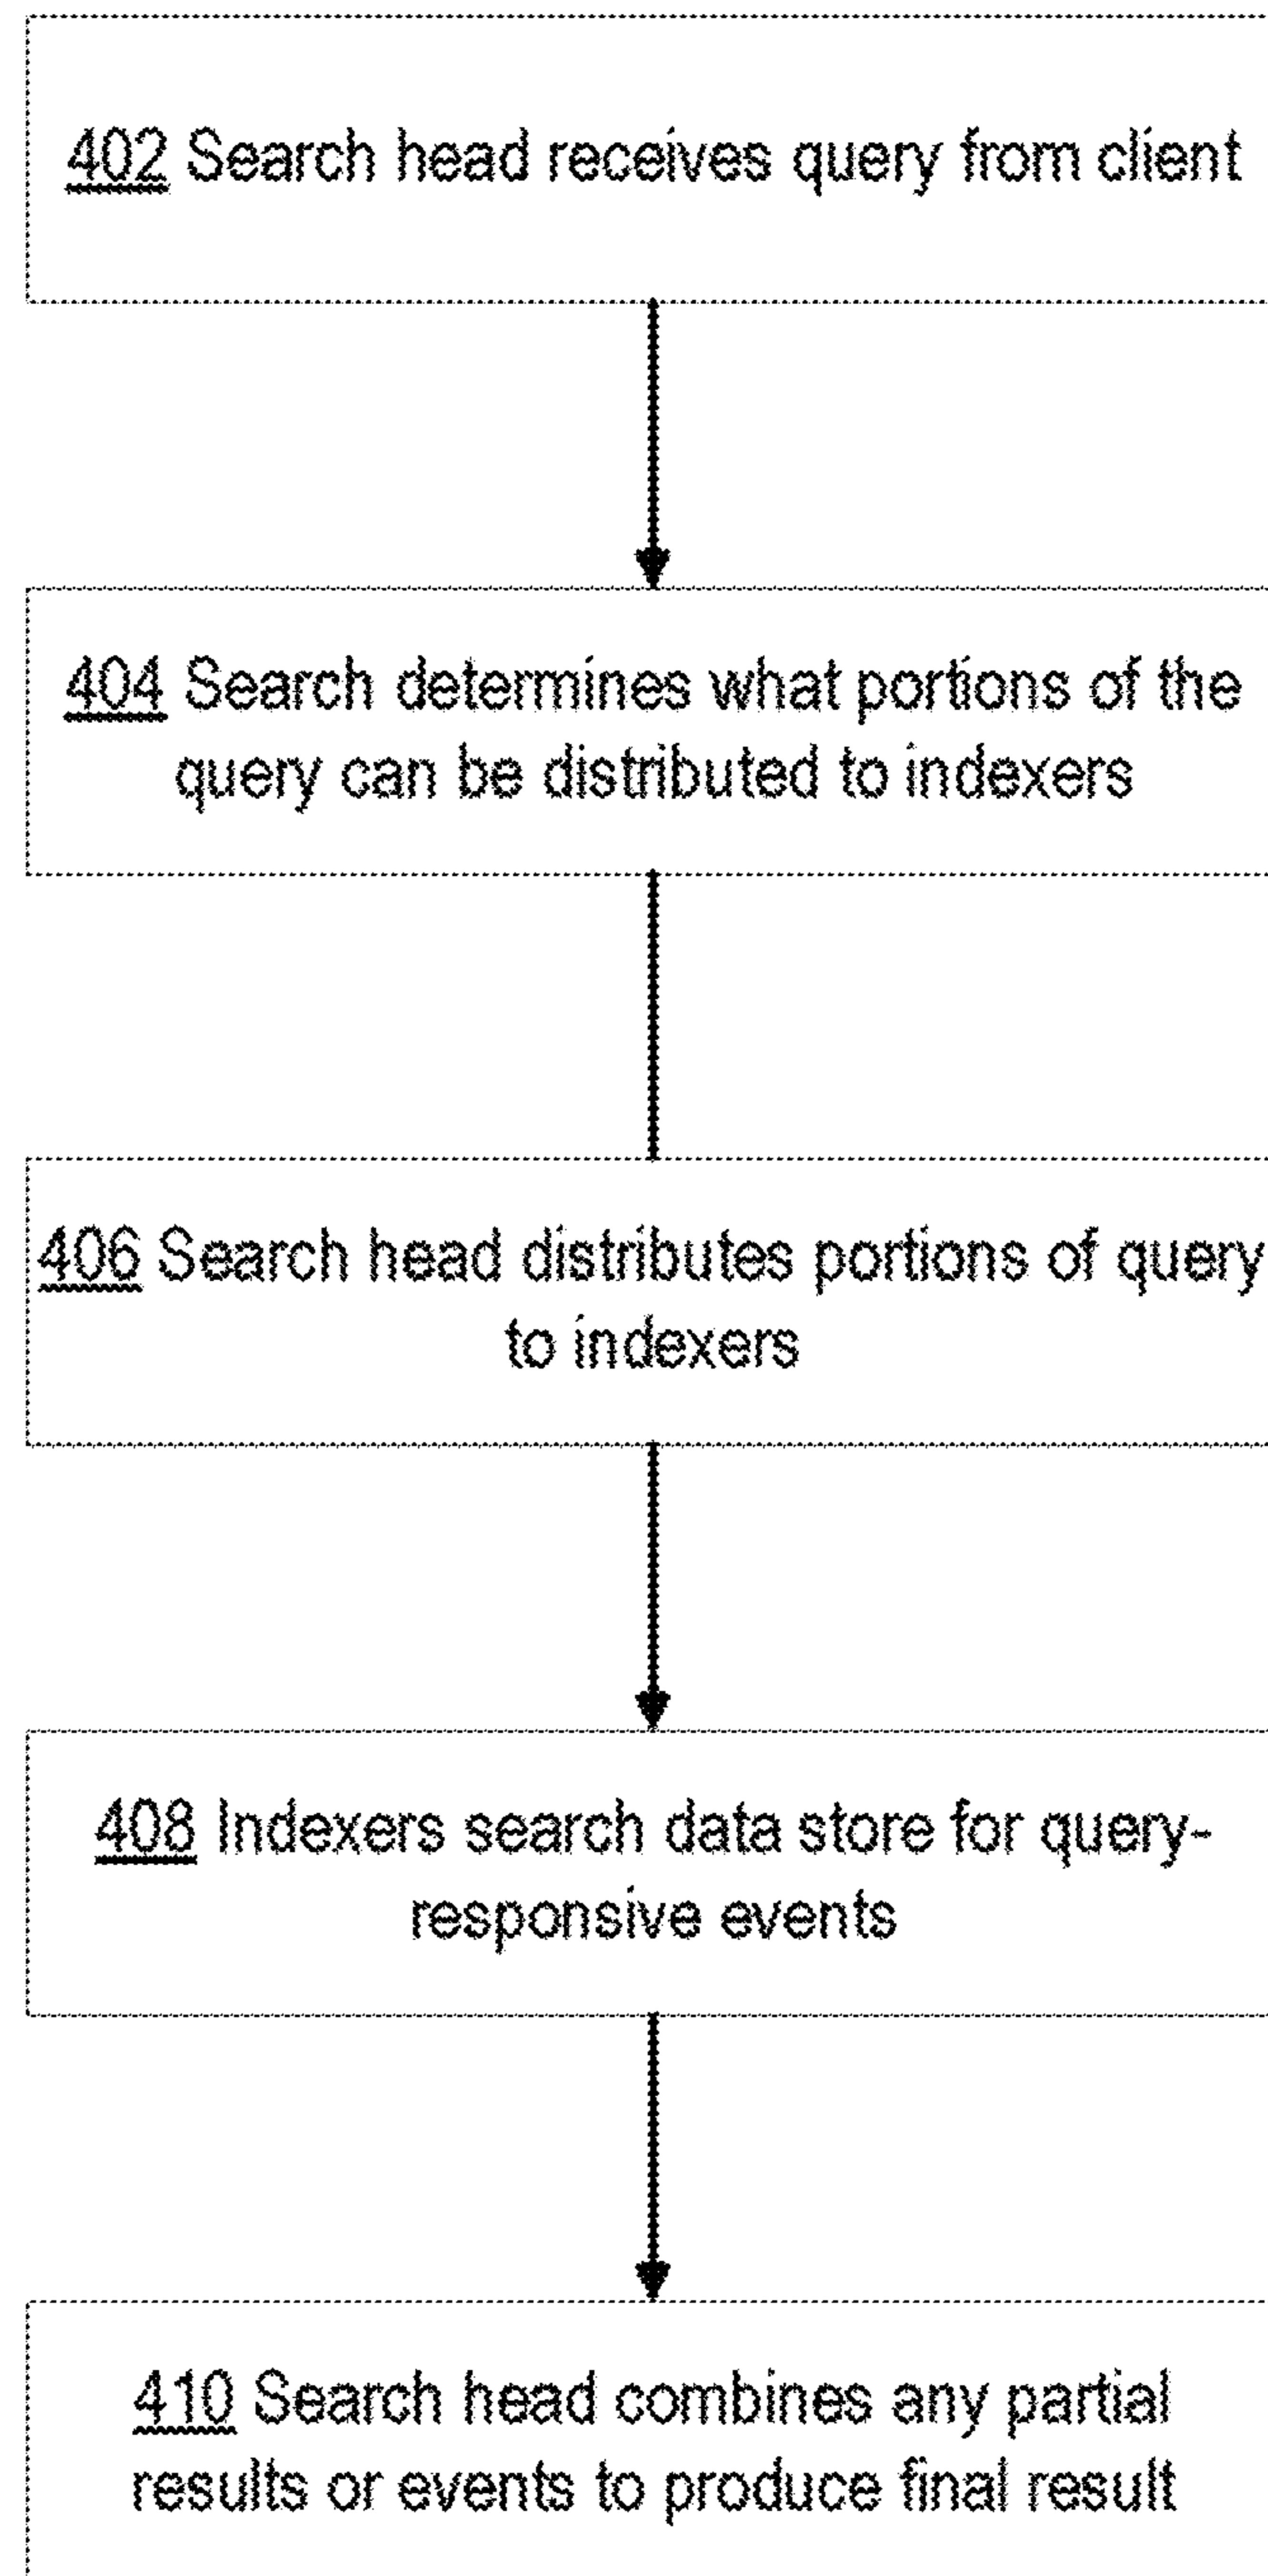 402 Search head receives query from client
404 Search determines what portions of the
query can be distributed to indexers
406 Search head distributes portions of query
to indexers
408 Indexers search data store for query-
responsive events
410 Search head combines any partial
results or events to produce final result